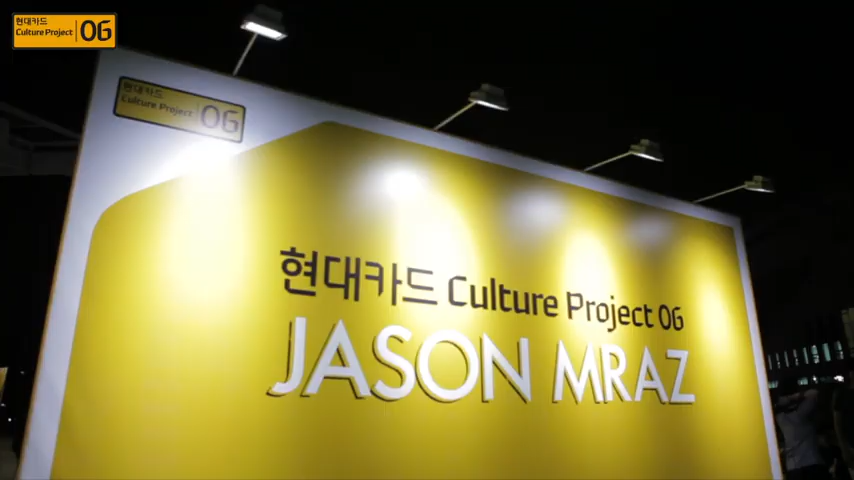 현대카드
Culture Project 06
현대카드
Culture Project 06
현대카드 Culture Project 06
JASON MRAZ